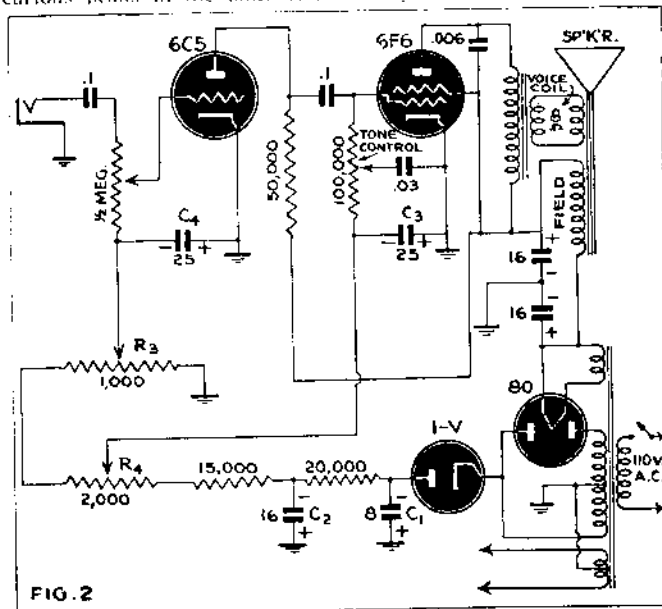 6C5
6F6
.006
SP'K'R.
.1
.1
VOICE
COIL
V
½ MEG.
50,000
100,000
TONE
CONTROL
.03
FIELD
C4
- +
25
C3
- +
25
+
16
-
-
16
+
R3
1,000
80
1-V
110V.
A.C.
R4
2,000
15,000
20,000
-
16 C2
+
-
8 C1
+
FIG. 2